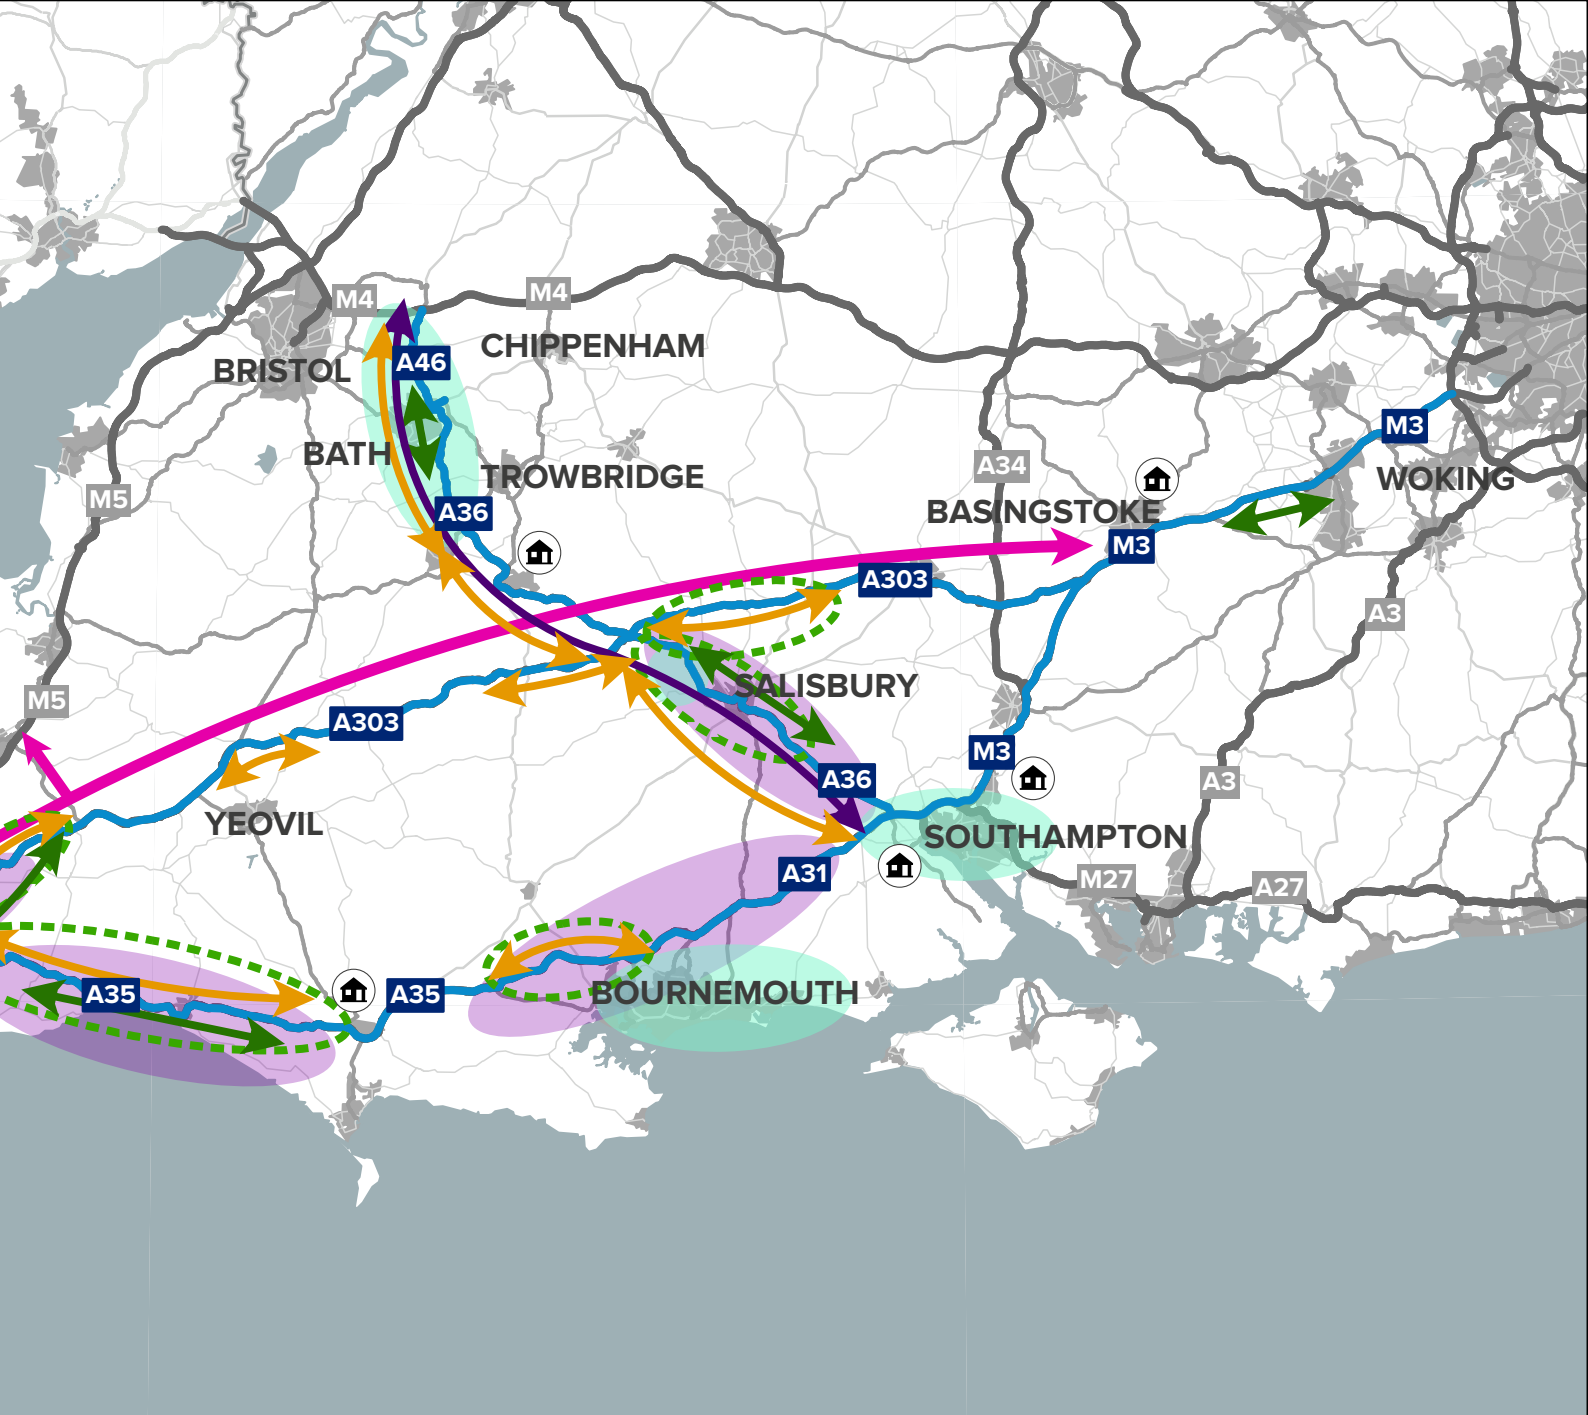 M4
M4
CHIPPENHAM
A46
BRISTOL
M3
BATH
A34
TROWBRIDGE
WOKING
M5
A36
BASINGSTOKE
M3
A303
A3
SALISBURY
M5
A303
M3
A36
A3
YEOVIL
SOUTHAMPTON
A31
M27
A27
A35
A35
BOURNEMOUTH